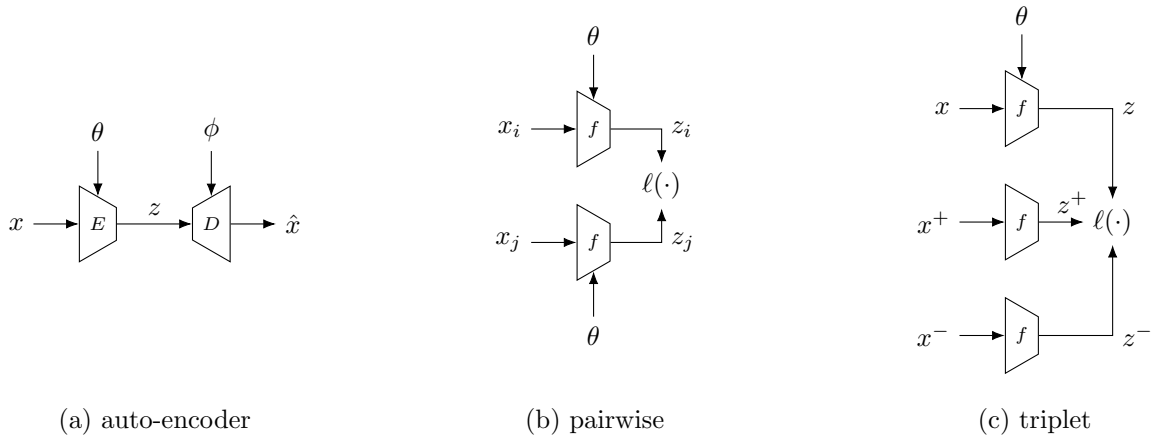 θ
ϕ
x
E
z
D
x̂
(a) auto-encoder
θ
x_i
f
z_i
ℓ(·)
x_j
f
z_j
θ
(b) pairwise
θ
x
f
z
x⁺
f
z⁺
ℓ(·)
x⁻
f
z⁻
(c) triplet